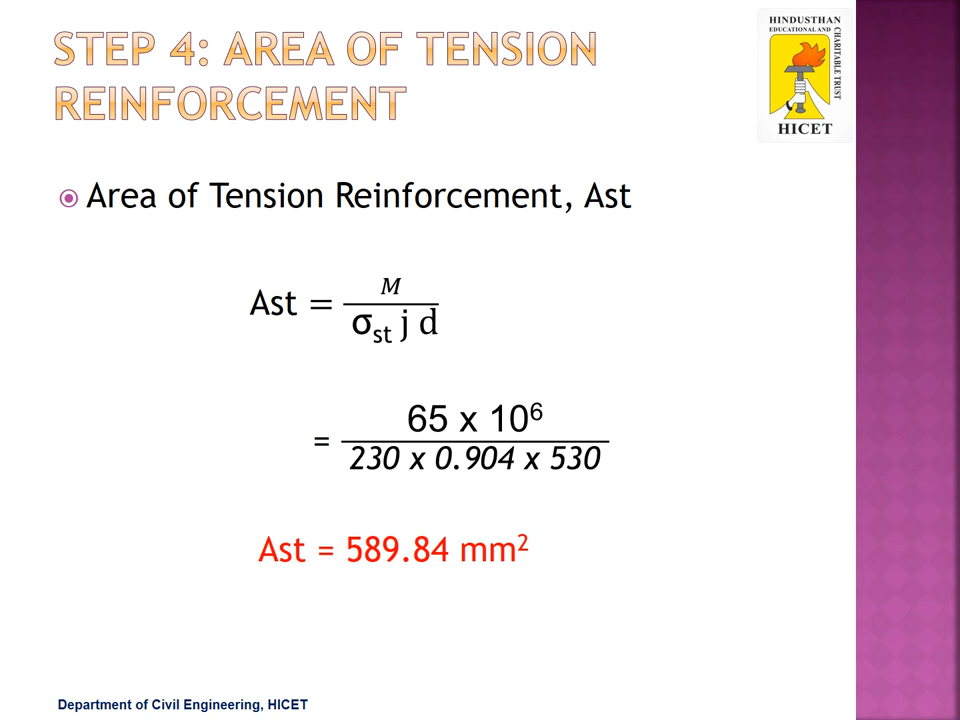 STEP 4: AREA OF TENSION
REINFORCEMENT
HINDUSTHAN
EDUCATIONAL AND
CHARITABLE TRUST
HICET
Area of Tension Reinforcement, Ast
Ast = M / σst j d
= 65 x 10⁶ / 230 x 0.904 x 530
Ast = 589.84 mm²
Department of Civil Engineering, HICET